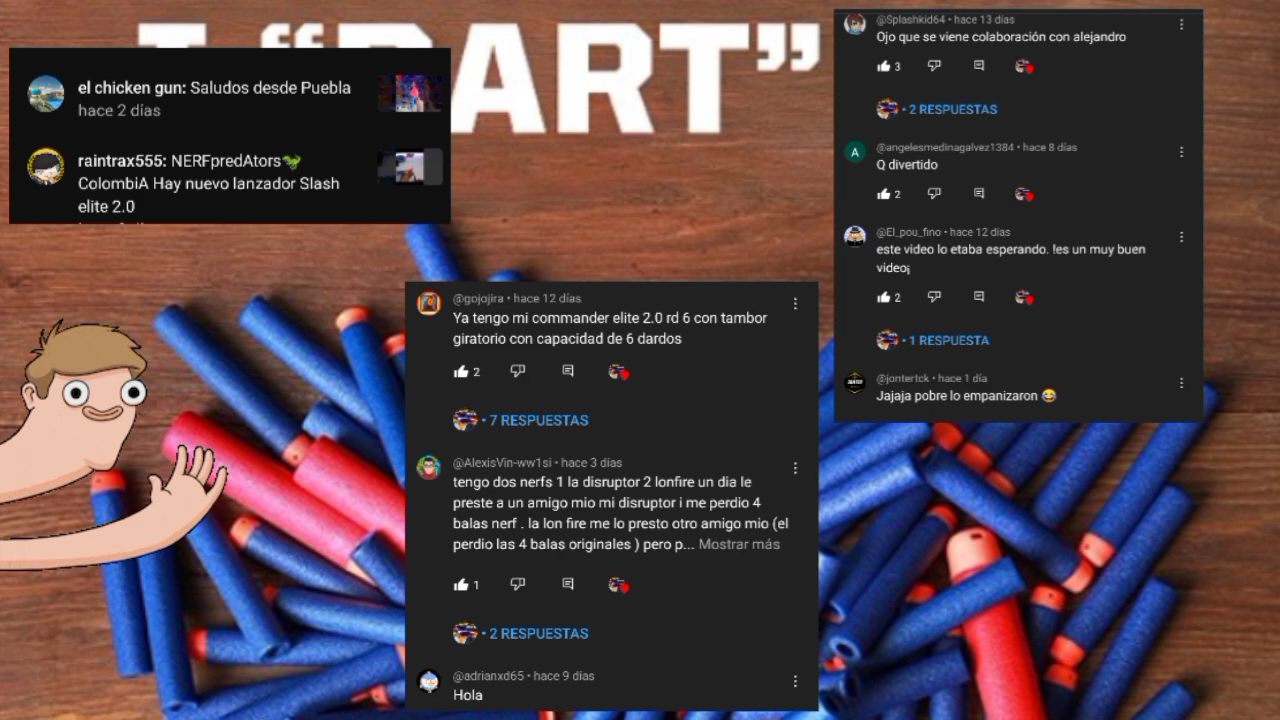 I “DART”
el chicken gun: Saludos desde Puebla
hace 2 días
raintrax555: NERFpredAtors🦖
ColombiA Hay nuevo lanzador Slash
elite 2.0
@gojojira • hace 12 días
Ya tengo mi commander elite 2.0 rd 6 con tambor
giratorio con capacidad de 6 dardos
2
• 7 RESPUESTAS
@AlexisVin-ww1si • hace 3 días
tengo dos nerfs 1 la disruptor 2 lonfire un dia le
preste a un amigo mio mi disruptor i me perdio 4
balas nerf . la lon fire me lo presto otro amigo mio (el
perdio las 4 balas originales ) pero p... Mostrar más
1
• 2 RESPUESTAS
@adrianxd65 • hace 9 días
Hola
@Splashkid64 • hace 13 días
Ojo que se viene colaboración con alejandro
3
• 2 RESPUESTAS
A
@angelesmedinagalvez1384 • hace 8 días
Q divertido
2
@El_pou_fino • hace 12 días
este video lo etaba esperando. !es un muy buen
video¡
2
• 1 RESPUESTA
@jontertck • hace 1 día
Jajaja pobre lo empanizaron 😂